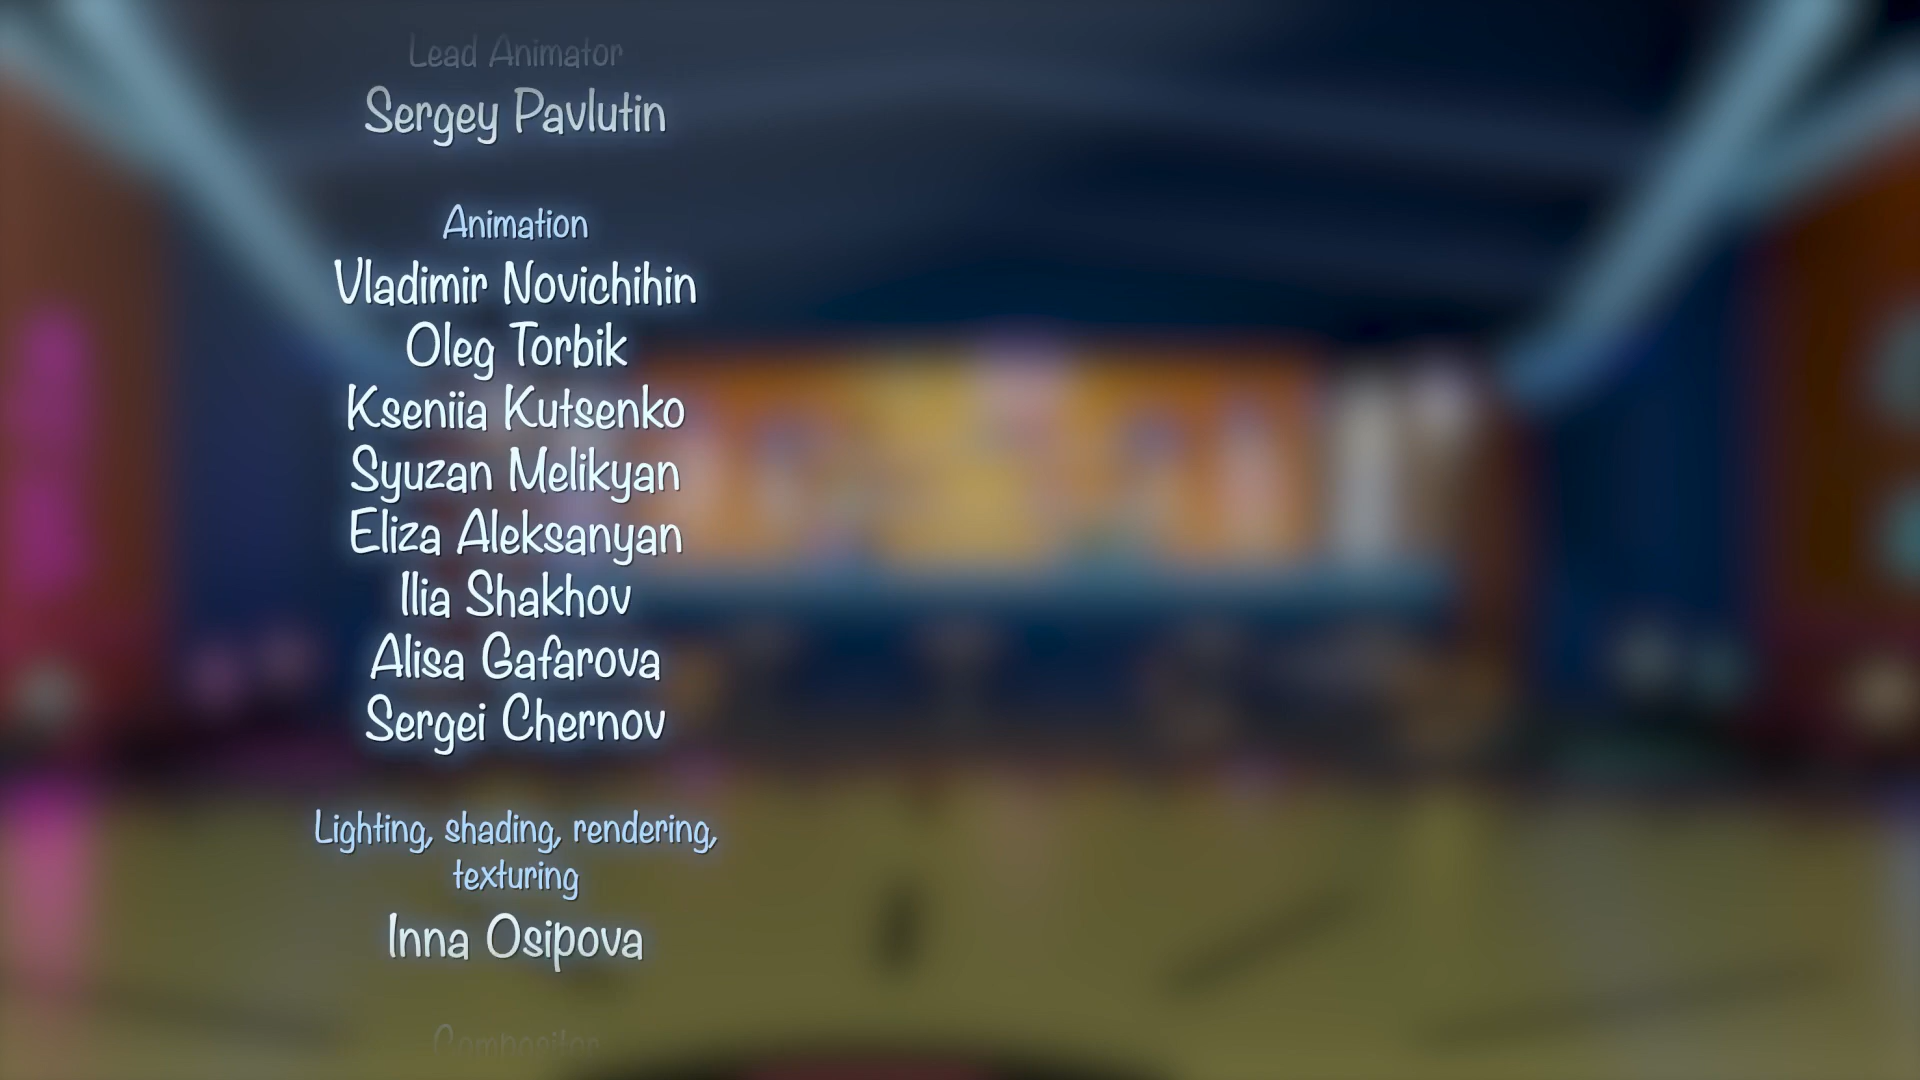 Lead Animator
Sergey Pavlutin
Animation
Vladimir Novichihin
Oleg Torbik
Kseniia Kutsenko
Syuzan Melikyan
Eliza Aleksanyan
Ilia Shakhov
Alisa Gafarova
Sergei Chernov
Lighting, shading, rendering,
texturing
Inna Osipova
Compositor